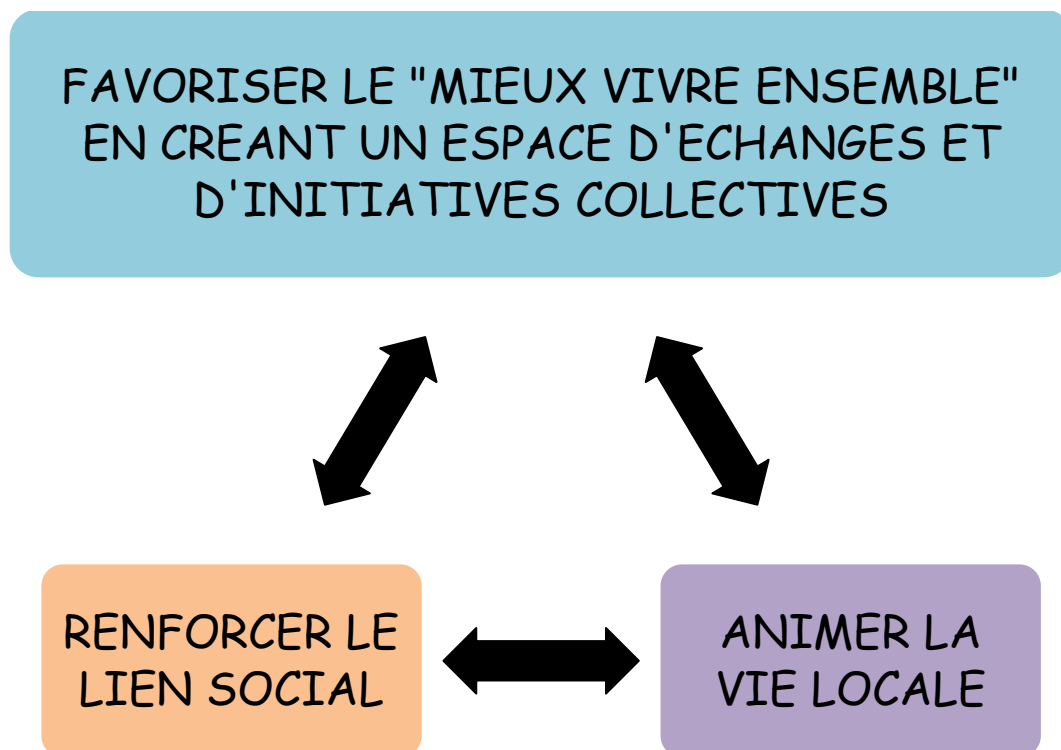 FAVORISER LE "MIEUX VIVRE ENSEMBLE"
EN CREANT UN ESPACE D'ECHANGES ET
D'INITIATIVES COLLECTIVES
RENFORCER LE
LIEN SOCIAL
ANIMER LA
VIE LOCALE